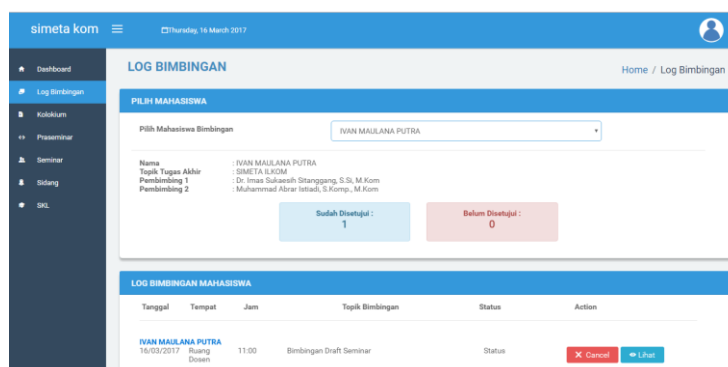 simeta kom
Thursday, 16 March 2017
Dashboard
Log Bimbingan
Kolokium
Praseminar
Seminar
Sidang
SKL
LOG BIMBINGAN
Home / Log Bimbingan
PILIH MAHASISWA
Pilih Mahasiswa Bimbingan
IVAN MAULANA PUTRA
Nama : IVAN MAULANA PUTRA
Topik Tugas Akhir : SIMETA ILKOM
Pembimbing 1 : Dr. Imas Sukaesih Sitanggang, S.Si, M.Kom
Pembimbing 2 : Muhammad Abrar Istiadi, S.Komp., M.Kom
Sudah Disetujui :
1
Belum Disetujui :
0
LOG BIMBINGAN MAHASISWA
Tanggal Tempat Jam Topik Bimbingan Status Action
IVAN MAULANA PUTRA
16/03/2017 Ruang 11:00 Bimbingan Draft Seminar Status Cancel Lihat
Dosen